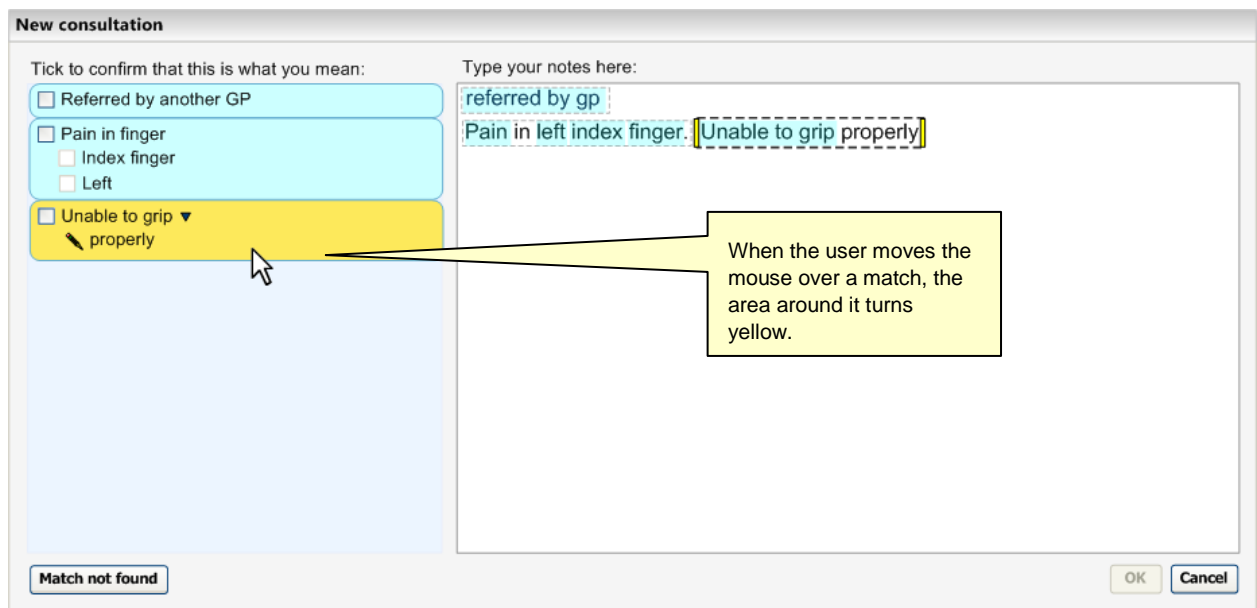 New consultation
Tick to confirm that this is what you mean:
Referred by another GP
Pain in finger
Index finger
Left
Unable to grip
properly
Type your notes here:
referred by gp
Pain in left index finger. Unable to grip properly
When the user moves the
mouse over a match, the
area around it turns
yellow.
Match not found
OK
Cancel